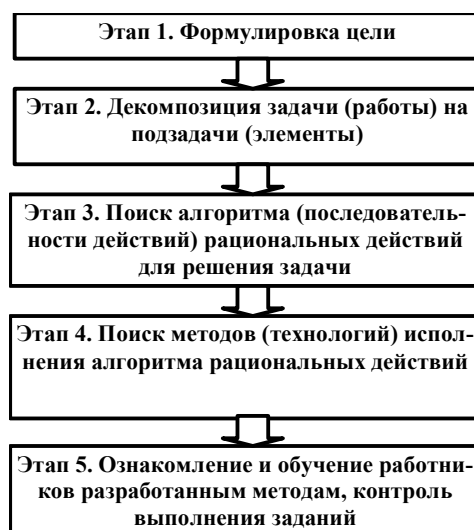 Этап 1. Формулировка цели
Этап 2. Декомпозиция задачи (работы) на
подзадачи (элементы)
Этап 3. Поиск алгоритма (последователь-
ности действий) рациональных действий
для решения задачи
Этап 4. Поиск методов (технологий) испол-
нения алгоритма рациональных действий
Этап 5. Ознакомление и обучение работни-
ков разработанным методам, контроль
выполнения заданий